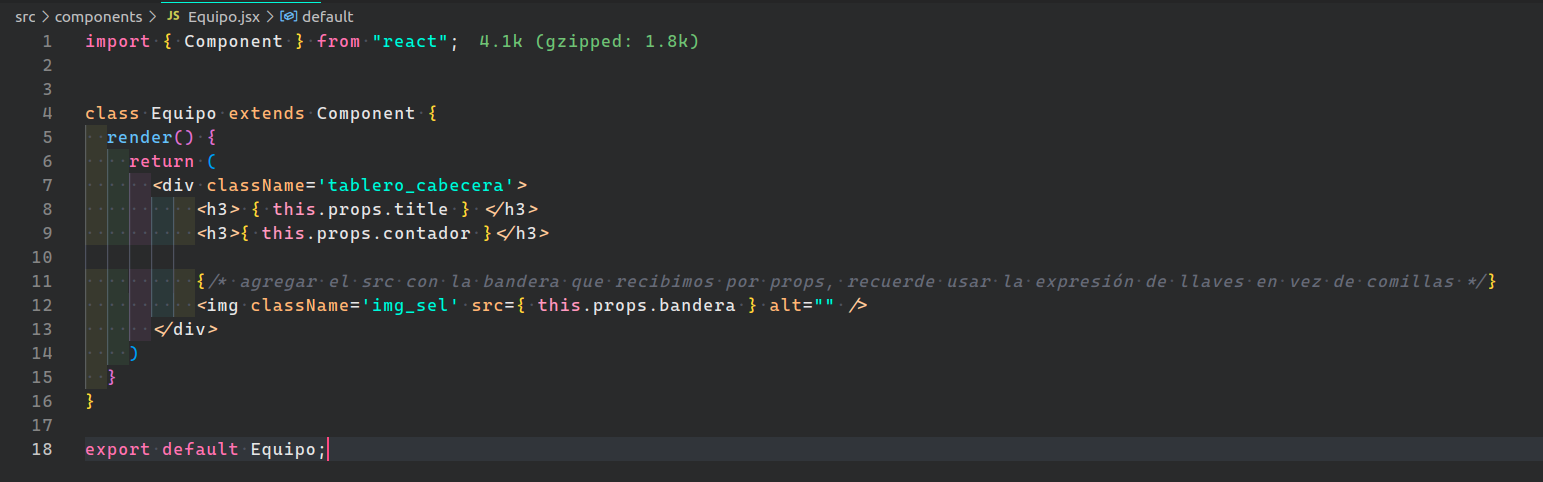 src > components > JS Equipo.jsx > default
1 import { Component } from "react"; 4.1k (gzipped: 1.8k)
2
3
4 class Equipo extends Component {
5 render() {
6 return (
7 <div className='tablero_cabecera'>
8 <h3> { this.props.title } </h3>
9 <h3>{ this.props.contador }</h3>
10
11 {/* agregar el src con la bandera que recibimos por props, recuerde usar la expresión de llaves en vez de comillas */}
12 <img className='img_sel' src={ this.props.bandera } alt="" />
13 </div>
14 )
15 }
16 }
17
18 export default Equipo;